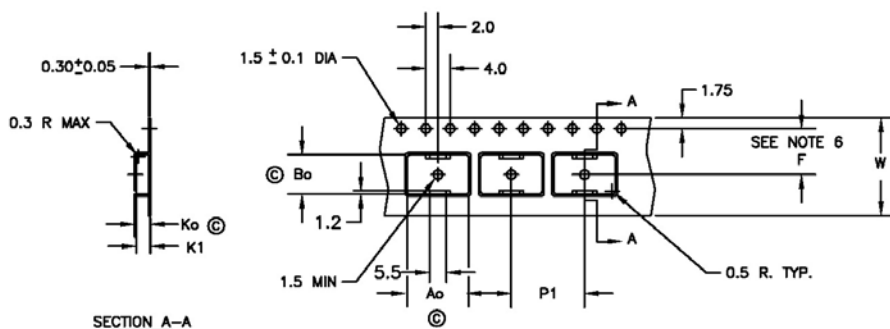 2.0
1.5 ± 0.1 DIA
4.0
0.30±0.05
1.75
A
0.3 R MAX
SEE NOTE 6
F
W
Ⓒ Bo
1.2
Ko Ⓒ
K1
A
5.5
1.5 MIN
Ao
P1
0.5 R. TYP.
Ⓒ
SECTION A-A